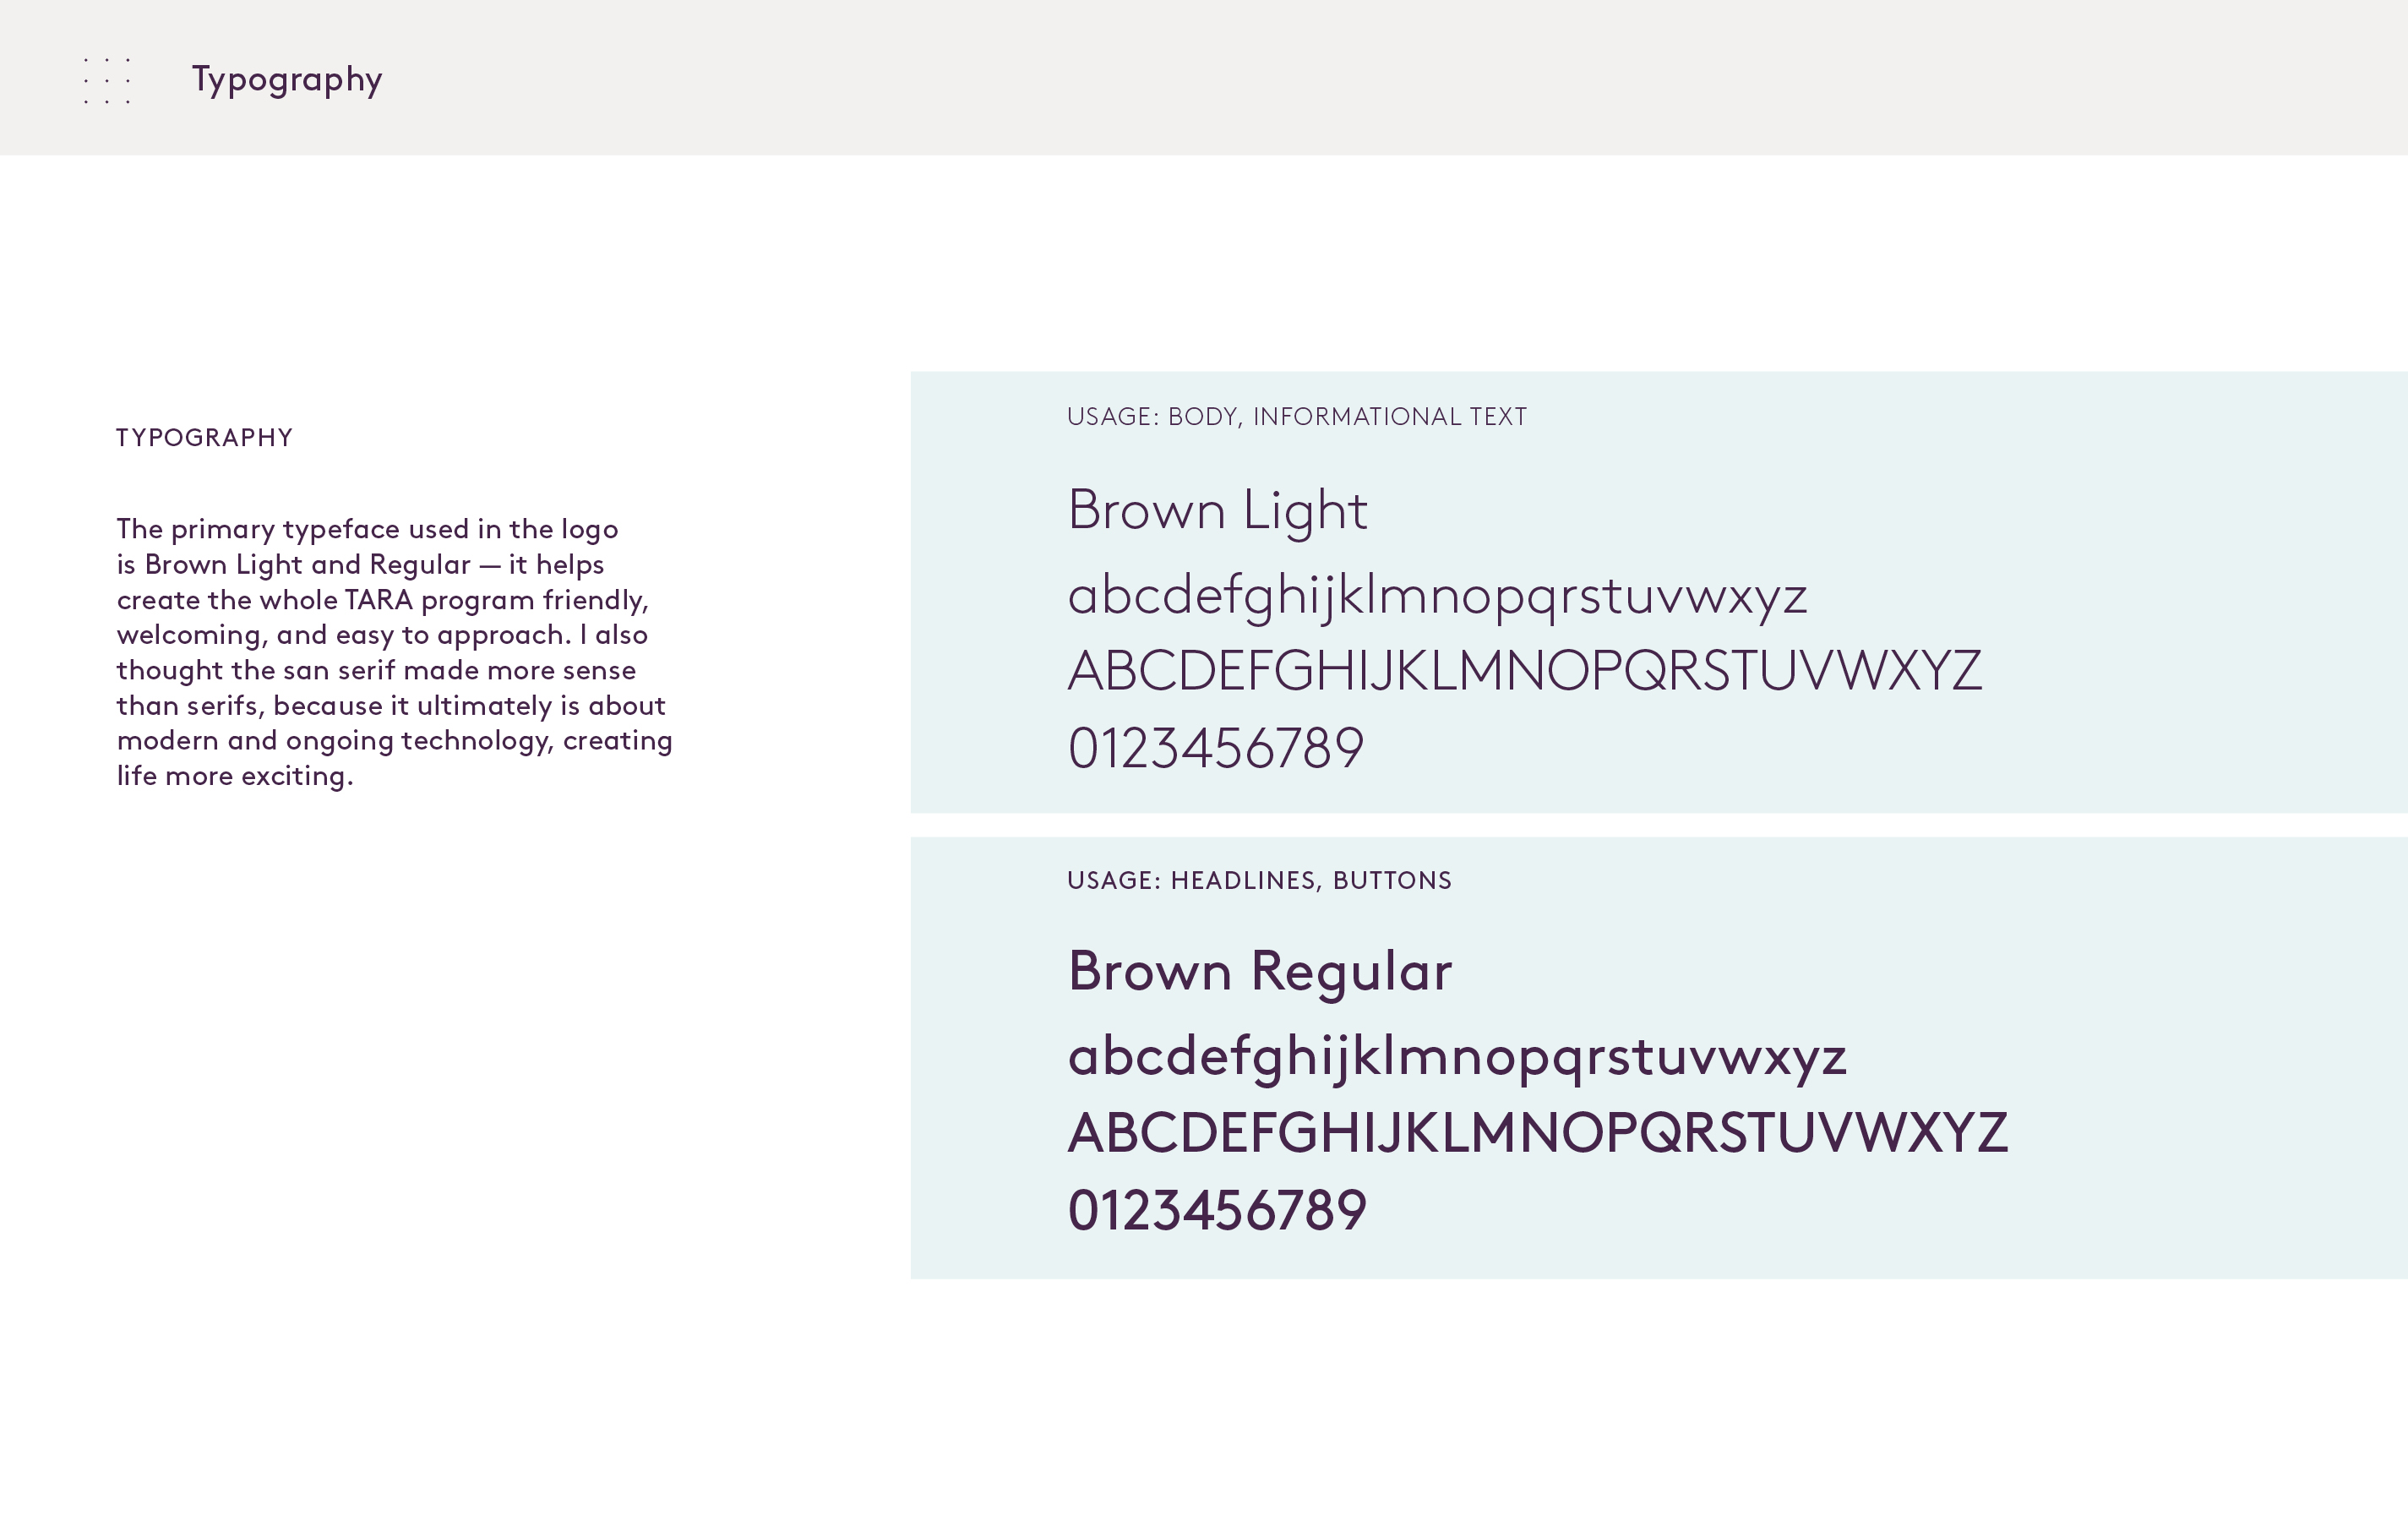 Typography
TYPOGRAPHY
The primary typeface used in the logo
is Brown Light and Regular — it helps
create the whole TARA program friendly,
welcoming, and easy to approach. I also
thought the san serif made more sense
than serifs, because it ultimately is about
modern and ongoing technology, creating
life more exciting.
USAGE: BODY, INFORMATIONAL TEXT
Brown Light
abcdefghijklmnopqrstuvwxyz
ABCDEFGHIJKLMNOPQRSTUVWXYZ
0123456789
USAGE: HEADLINES, BUTTONS
Brown Regular
abcdefghijklmnopqrstuvwxyz
ABCDEFGHIJKLMNOPQRSTUVWXYZ
0123456789